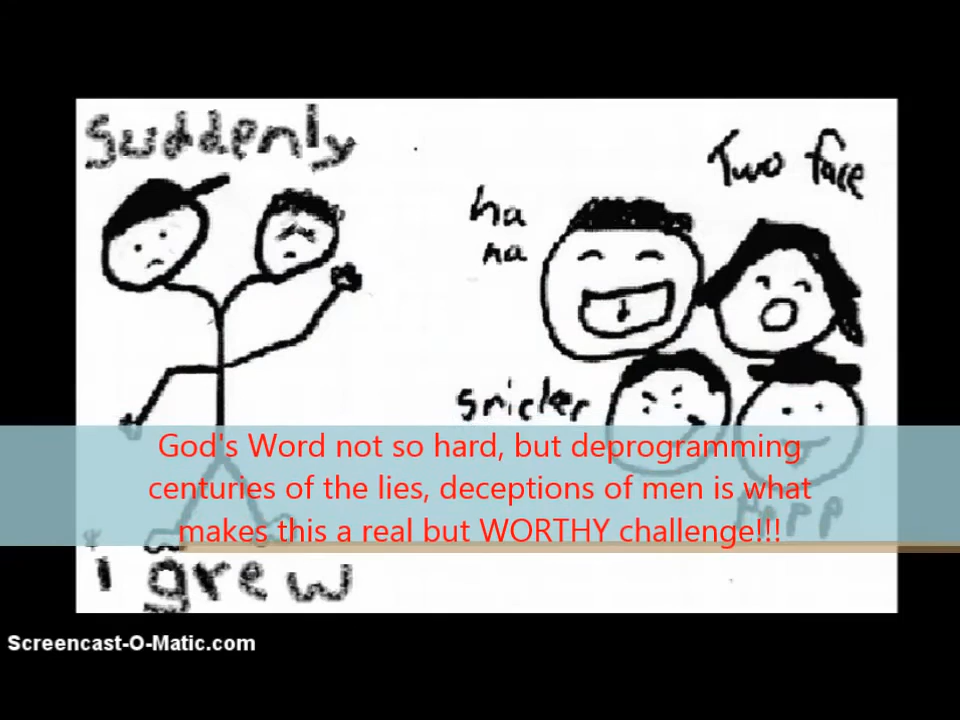 suddenly
Two face
ha
ha
snicker
God's Word not so hard, but deprogramming
centuries of the lies, deceptions of men is what
makes this a real but WORTHY challenge!!!
i grew
Screencast-O-Matic.com